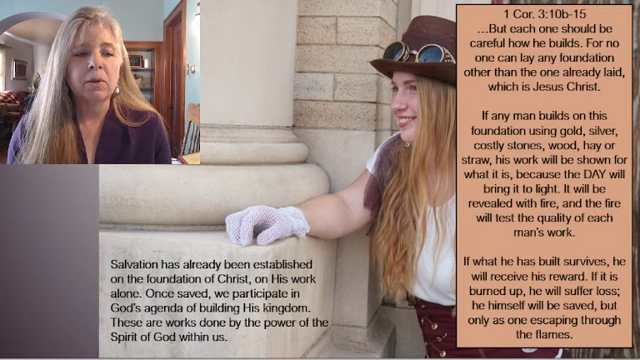 1 Cor. 3:10b-15
…But each one should be
careful how he builds. For no
one can lay any foundation
other than the one already laid,
which is Jesus Christ.
If any man builds on this
foundation using gold, silver,
costly stones, wood, hay or
straw, his work will be shown for
what it is, because the DAY will
bring it to light. It will be
revealed with fire, and the fire
will test the quality of each
man's work.
If what he has built survives, he
will receive his reward. If it is
burned up, he will suffer loss;
he himself will be saved, but
only as one escaping through
the flames.
Salvation has already been established
on the foundation of Christ, on His work
alone. Once saved, we participate in
God's agenda of building His kingdom.
These are works done by the power of the
Spirit of God within us.